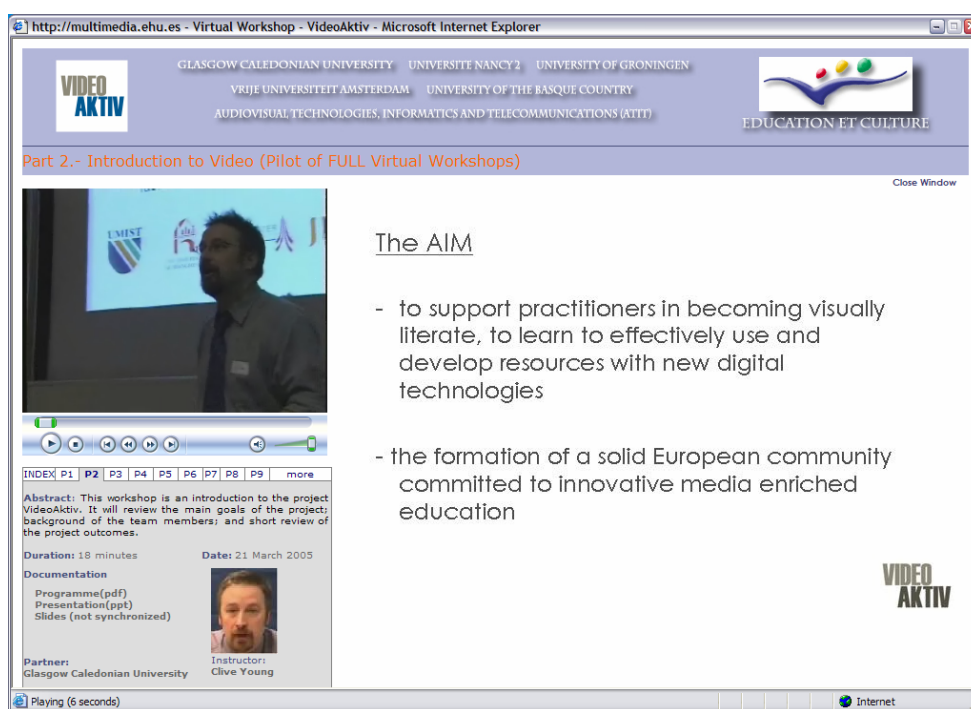 http://multimedia.ehu.es - Virtual Workshop - VideoAktiv - Microsoft Internet Explorer
VIDEO
AKTIV
GLASGOW CALEDONIAN UNIVERSITY UNIVERSITE NANCY 2 UNIVERSITY OF GRONINGEN
VRIJE UNIVERSITEIT AMSTERDAM UNIVERSITY OF THE BASQUE COUNTRY
AUDIOVISUAL TECHNOLOGIES, INFORMATICS AND TELECOMMUNICATIONS (ATIT)
EDUCATION ET CULTURE
Part 2.- Introduction to Video (Pilot of FULL Virtual Workshops)
Close Window
UMIST
The AIM
- to support practitioners in becoming visually
literate, to learn to effectively use and
develop resources with new digital
technologies
- the formation of a solid European community
committed to innovative media enriched
education
VIDEO
AKTIV
INDEX P1 P2 P3 P4 P5 P6 P7 P8 P9 more
Abstract: This workshop is an introduction to the project
VideoAktiv. It will review the main goals of the project;
background of the team members; and short review of
the project outcomes.
Duration: 18 minutes Date: 21 March 2005
Documentation
Programme(pdf)
Presentation(ppt)
Slides (not synchronized)
Partner:
Glasgow Caledonian University
Instructor:
Clive Young
Playing (6 seconds)
Internet